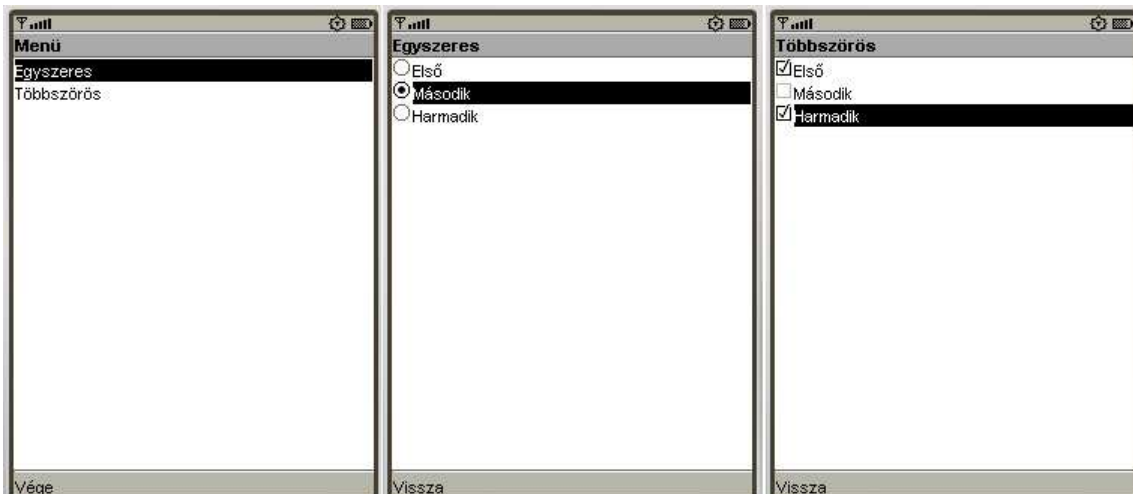 Menü
Egyszeres
Többszörös
Vége
Egyszeres
Első
Második
Harmadik
Vissza
Többszörös
Első
Második
Harmadik
Vissza